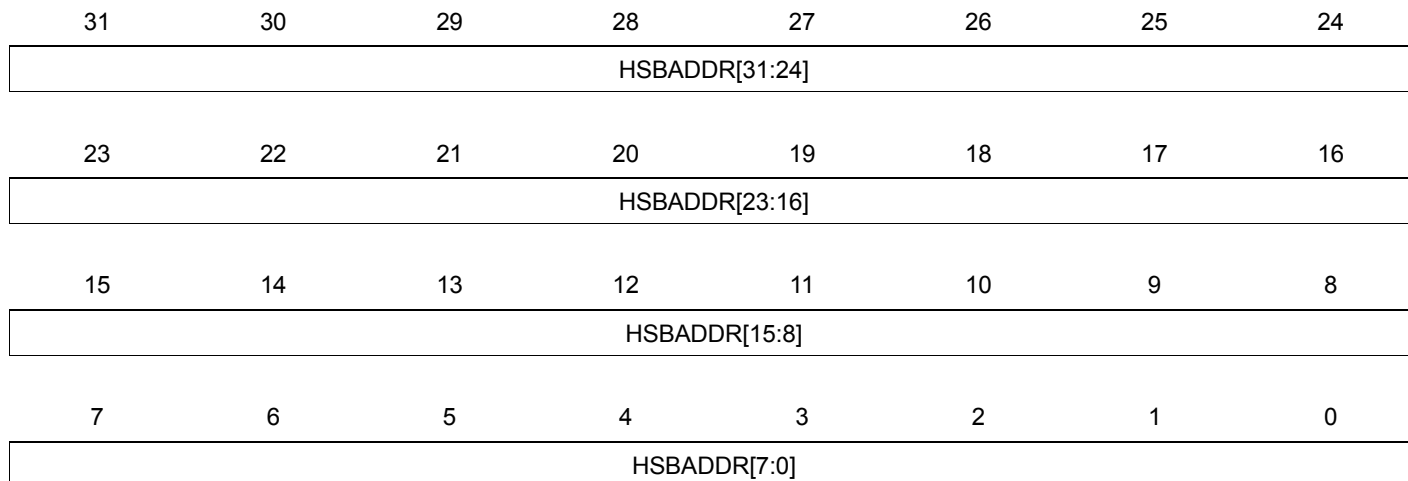 31 30 29 28 27 26 25 24
HSBADDR[31:24]
23 22 21 20 19 18 17 16
HSBADDR[23:16]
15 14 13 12 11 10 9 8
HSBADDR[15:8]
7 6 5 4 3 2 1 0
HSBADDR[7:0]